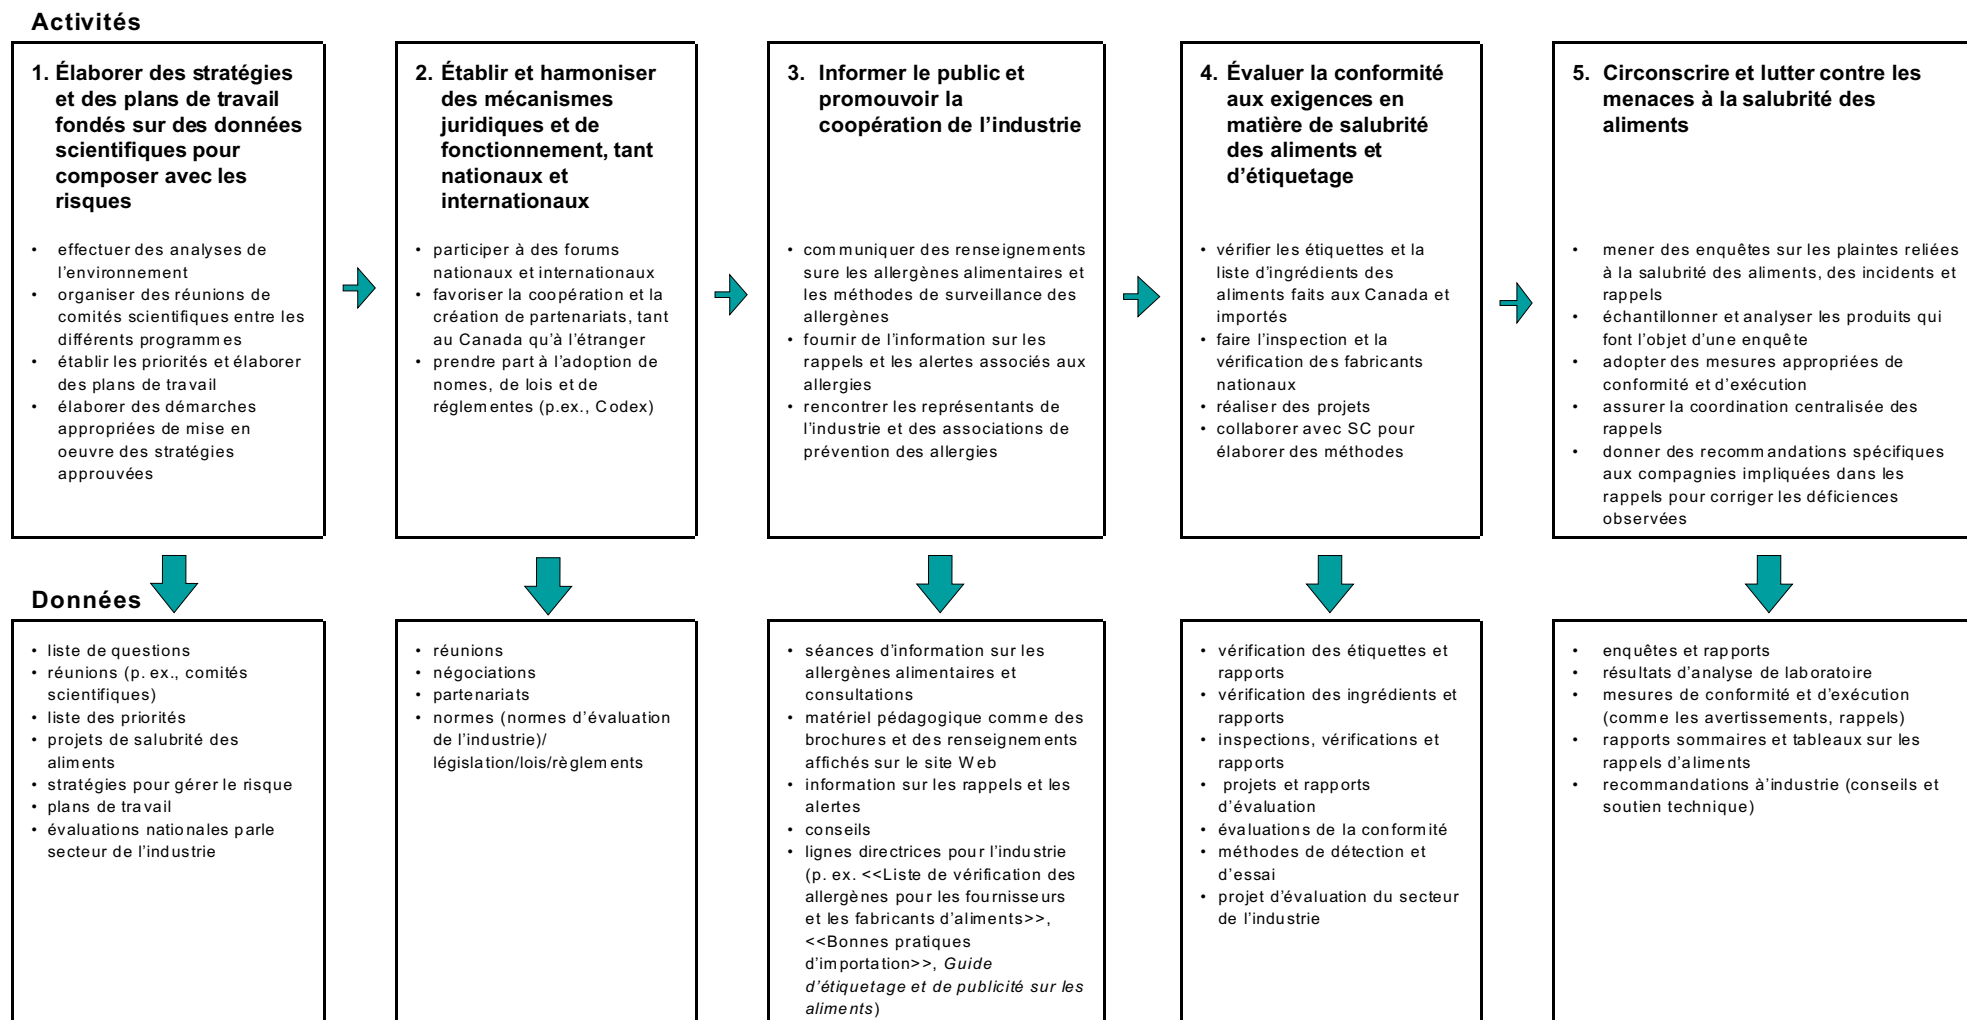 Activités
1. Élaborer des stratégies
et des plans de travail
fondés sur des données
scientifiques pour
composer avec les
risques
• effectuer des analyses de
l'environnement
• organiser des réunions de
comités scientifiques entre les
différents programmes
• établir les priorités et élaborer
des plans de travail
• élaborer des démarches
appropriées de mise en
oeuvre des stratégies
approuvées
2. Établir et harmoniser
des mécanismes
juridiques et de
fonctionnement, tant
nationaux et
internationaux
• participer à des forums
nationaux et internationaux
• favoriser la coopération et la
création de partenariats, tant
au Canada qu'à l'étranger
• prendre part à l'adoption de
nomes, de lois et de
réglementes (p.ex., Codex)
3. Informer le public et
promouvoir la
coopération de l'industrie
• communiquer des renseignements
sure les allergènes alimentaires et
les méthodes de surveillance des
allergènes
• fournir de l'information sur les
rappels et les alertes associés aux
allergies
• rencontrer les représentants de
l'industrie et des associations de
prévention des allergies
4. Évaluer la conformité
aux exigences en
matière de salubrité
des aliments et
d'étiquetage
• vérifier les étiquettes et la
liste d'ingrédients des
aliments faits aux Canada et
importés
• faire l'inspection et la
vérification des fabricants
nationaux
• réaliser des projets
• collaborer avec SC pour
élaborer des méthodes
5. Circonscrire et lutter contre les
menaces à la salubrité des
aliments
• mener des enquêtes sur les plaintes reliées
à la salubrité des aliments, des incidents et
rappels
• échantillonner et analyser les produits qui
font l'objet d'une enquête
• adopter des mesures appropriées de
conformité et d'exécution
• assurer la coordination centralisée des
rappels
• donner des recommandations spécifiques
aux compagnies impliquées dans les
rappels pour corriger les déficiences
observées
Données
• liste de questions
• réunions (p. ex., comités
scientifiques)
• liste des priorités
• projets de salubrité des
aliments
• stratégies pour gérer le risque
• plans de travail
• évaluations nationales parle
secteur de l'industrie
• réunions
• négociations
• partenariats
• normes (normes d'évaluation
de l'industrie)/
législation/lois/règlements
• séances d'information sur les
allergènes alimentaires et
consultations
• matériel pédagogique comme des
brochures et des renseignements
affichés sur le site Web
• information sur les rappels et les
alertes
• conseils
• lignes directrices pour l'industrie
(p. ex. <<Liste de vérification des
allergènes pour les fournisseurs
et les fabricants d'aliments>>,
<<Bonnes pratiques
d'importation>>, Guide
d'étiquetage et de publicité sur les
aliments)
• vérification des étiquettes et
rapports
• vérification des ingrédients et
rapports
• inspections, vérifications et
rapports
• projets et rapports
d'évaluation
• évaluations de la conformité
• méthodes de détection et
d'essai
• projet d'évaluation du secteur
de l'industrie
• enquêtes et rapports
• résultats d'analyse de laboratoire
• mesures de conformité et d'exécution
(comme les avertissements, rappels)
• rapports sommaires et tableaux sur les
rappels d'aliments
• recommandations à'industrie (conseils et
soutien technique)